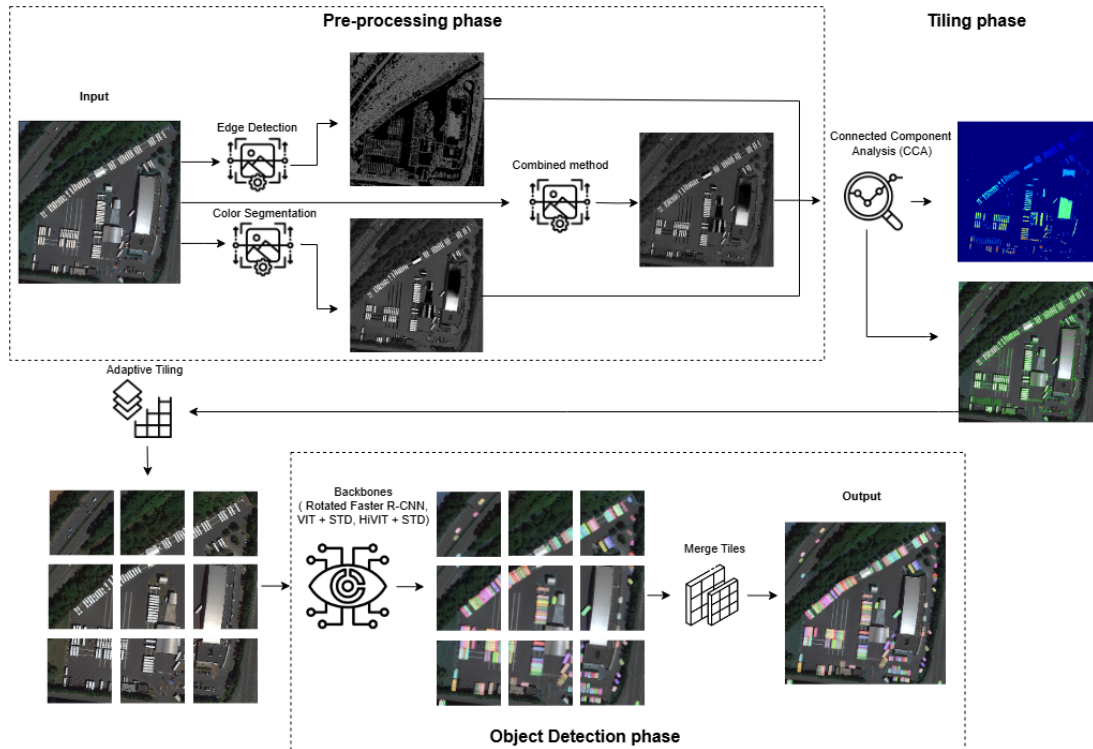 Pre-processing phase
Tiling phase
Input
Edge Detection
Color Segmentation
Combined method
Connected Component
Analysis (CCA)
Adaptive Tiling
Backbones
( Rotated Faster R-CNN,
VIT + STD, HiVIT + STD)
Merge Tiles
Output
Object Detection phase